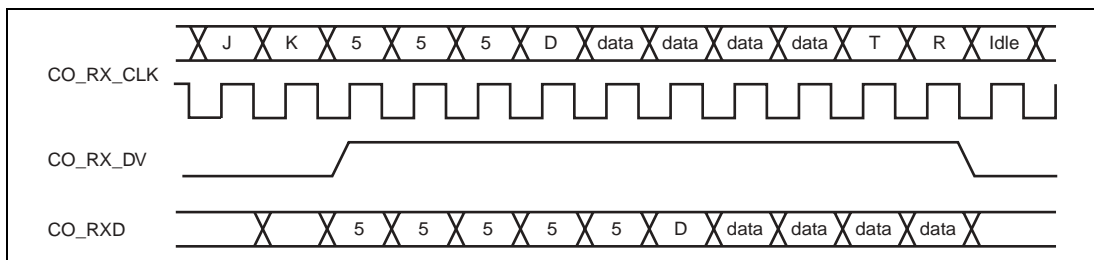 J K 5 5 5 D data data data data T R Idle
CO_RX_CLK
CO_RX_DV
CO_RXD 5 5 5 5 5 D data data data data